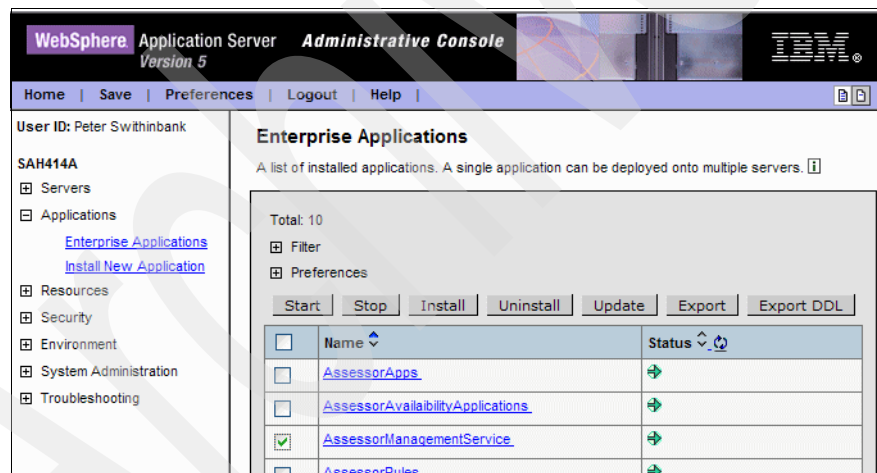 WebSphere. Application Server Administrative Console
Version 5
IBM®
Home | Save | Preferences | Logout | Help |
User ID: Peter Swithinbank
SAH414A
Servers
Applications
Enterprise Applications
Install New Application
Resources
Security
Environment
System Administration
Troubleshooting
Enterprise Applications
A list of installed applications. A single application can be deployed onto multiple servers. i
Total: 10
Filter
Preferences
Start Stop Install Uninstall Update Export Export DDL
Name Status
AssessorApps
AssessorAvailaibilityApplications
AssessorManagementService
AssessorRules